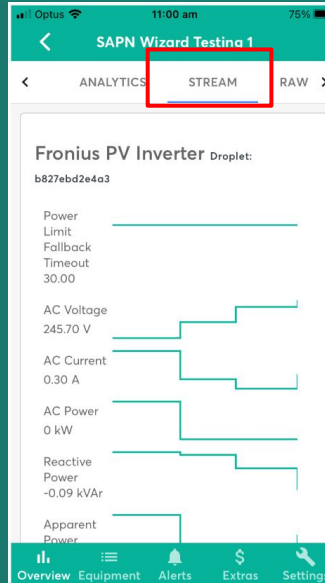 Optus 11:00 am 75%
SAPN Wizard Testing 1
ANALYTICS STREAM RAW
Fronius PV Inverter Droplet:
b827ebd2e4a3
Power
Limit
Fallback
Timeout
30.00
AC Voltage
245.70 V
AC Current
0.30 A
AC Power
0 kW
Reactive
Power
-0.09 kVAr
Apparent
Power
Overview Equipment Alerts Extras Setting